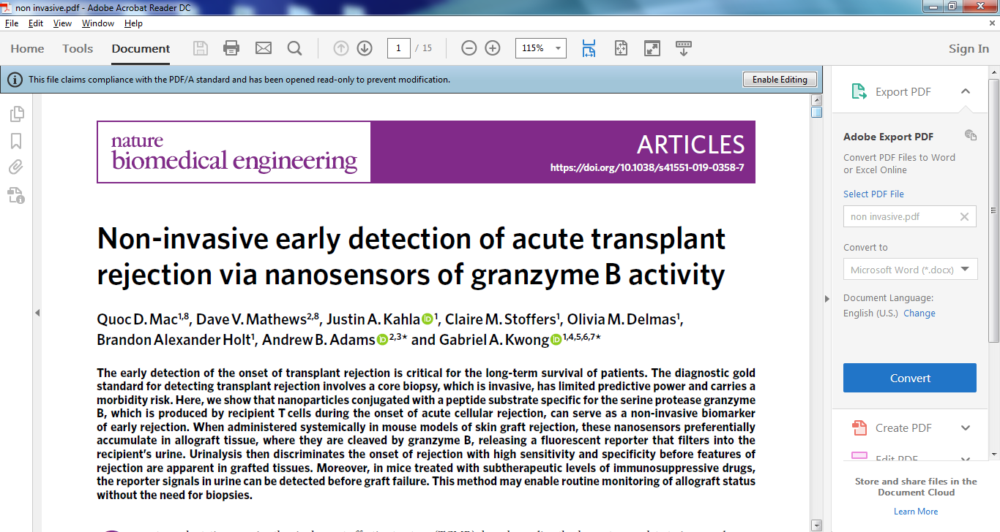 non invasive.pdf - Adobe Acrobat Reader DC
File Edit View Window Help
Home Tools Document 1 / 15 115% Sign In
This file claims compliance with the PDF/A standard and has been opened read-only to prevent modification. Enable Editing
nature
biomedical engineering
ARTICLES
https://doi.org/10.1038/s41551-019-0358-7
Non-invasive early detection of acute transplant
rejection via nanosensors of granzyme B activity
Quoc D. Mac1,8, Dave V. Mathews2,8, Justin A. Kahla iD 1, Claire M. Stoffers1, Olivia M. Delmas1,
Brandon Alexander Holt1, Andrew B. Adams iD 2,3* and Gabriel A. Kwong iD 1,4,5,6,7*
The early detection of the onset of transplant rejection is critical for the long-term survival of patients. The diagnostic gold
standard for detecting transplant rejection involves a core biopsy, which is invasive, has limited predictive power and carries a
morbidity risk. Here, we show that nanoparticles conjugated with a peptide substrate specific for the serine protease granzyme
B, which is produced by recipient T cells during the onset of acute cellular rejection, can serve as a non-invasive biomarker
of early rejection. When administered systemically in mouse models of skin graft rejection, these nanosensors preferentially
accumulate in allograft tissue, where they are cleaved by granzyme B, releasing a fluorescent reporter that filters into the
recipient's urine. Urinalysis then discriminates the onset of rejection with high sensitivity and specificity before features of
rejection are apparent in grafted tissues. Moreover, in mice treated with subtherapeutic levels of immunosuppressive drugs,
the reporter signals in urine can be detected before graft failure. This method may enable routine monitoring of allograft status
without the need for biopsies.
Export PDF
Adobe Export PDF
Convert PDF Files to Word
or Excel Online
Select PDF File
non invasive.pdf
Convert to
Microsoft Word (*.docx)
Document Language:
English (U.S.) Change
Convert
Create PDF
Edit PDF
Store and share files in the
Document Cloud
Learn More